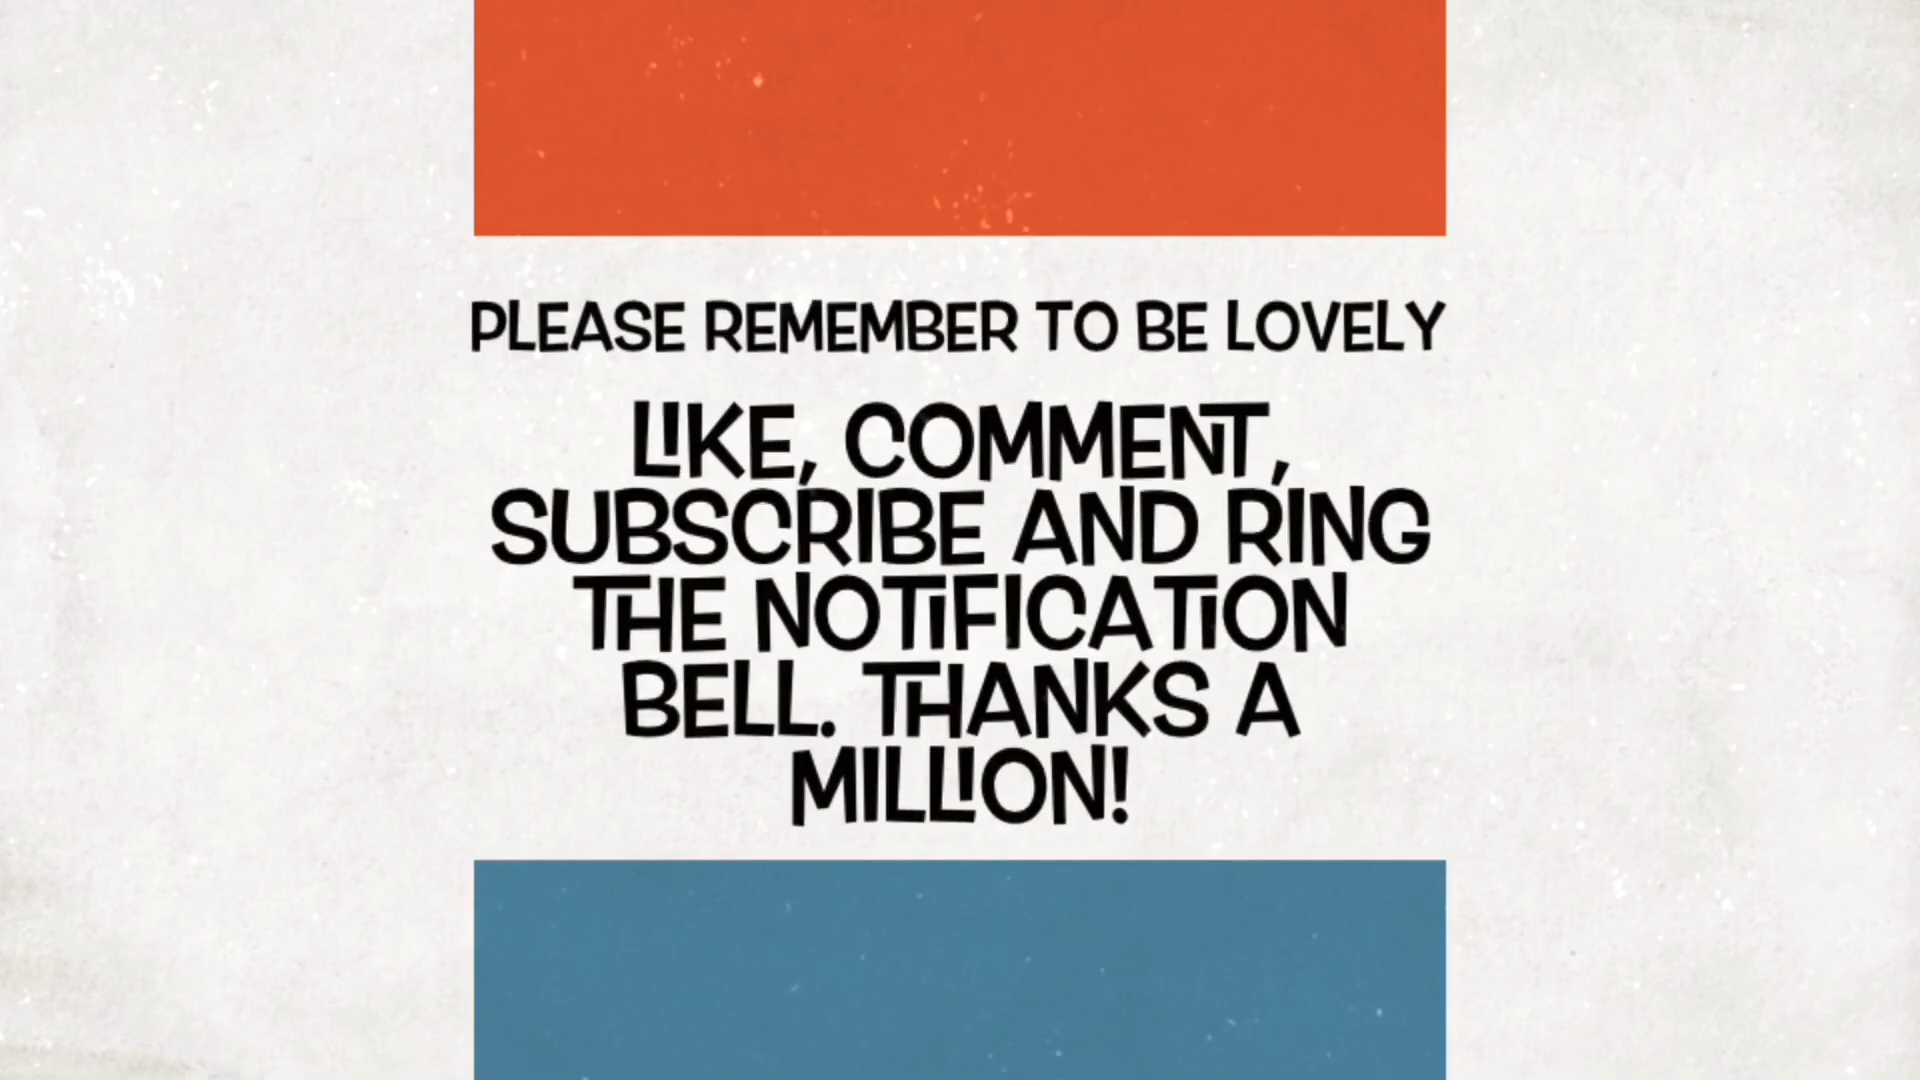 PLEASE REMEMBER TO BE LOVELY
LIKE, COMMENT,
SUBSCRIBE AND RING
THE NOTIFICATION
BELL. THANKS A
MILLION!